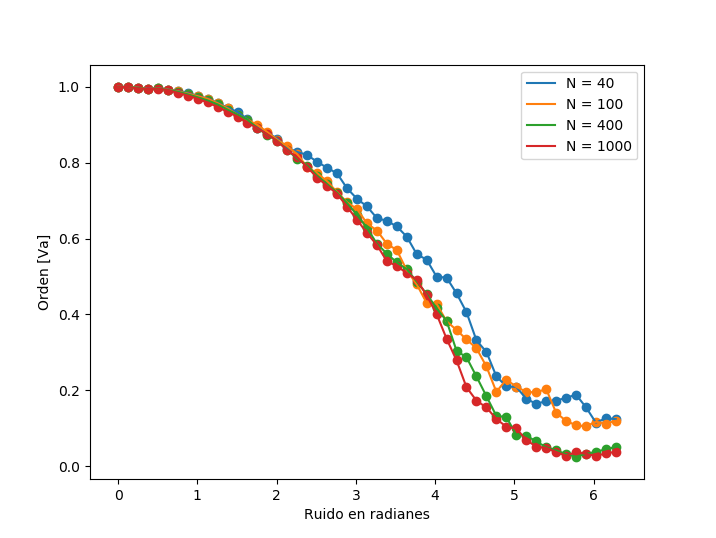 N = 40
N = 100
N = 400
N = 1000
Orden [Va]
1.0
0.8
0.6
0.4
0.2
0.0
0 1 2 3 4 5 6
Ruido en radianes